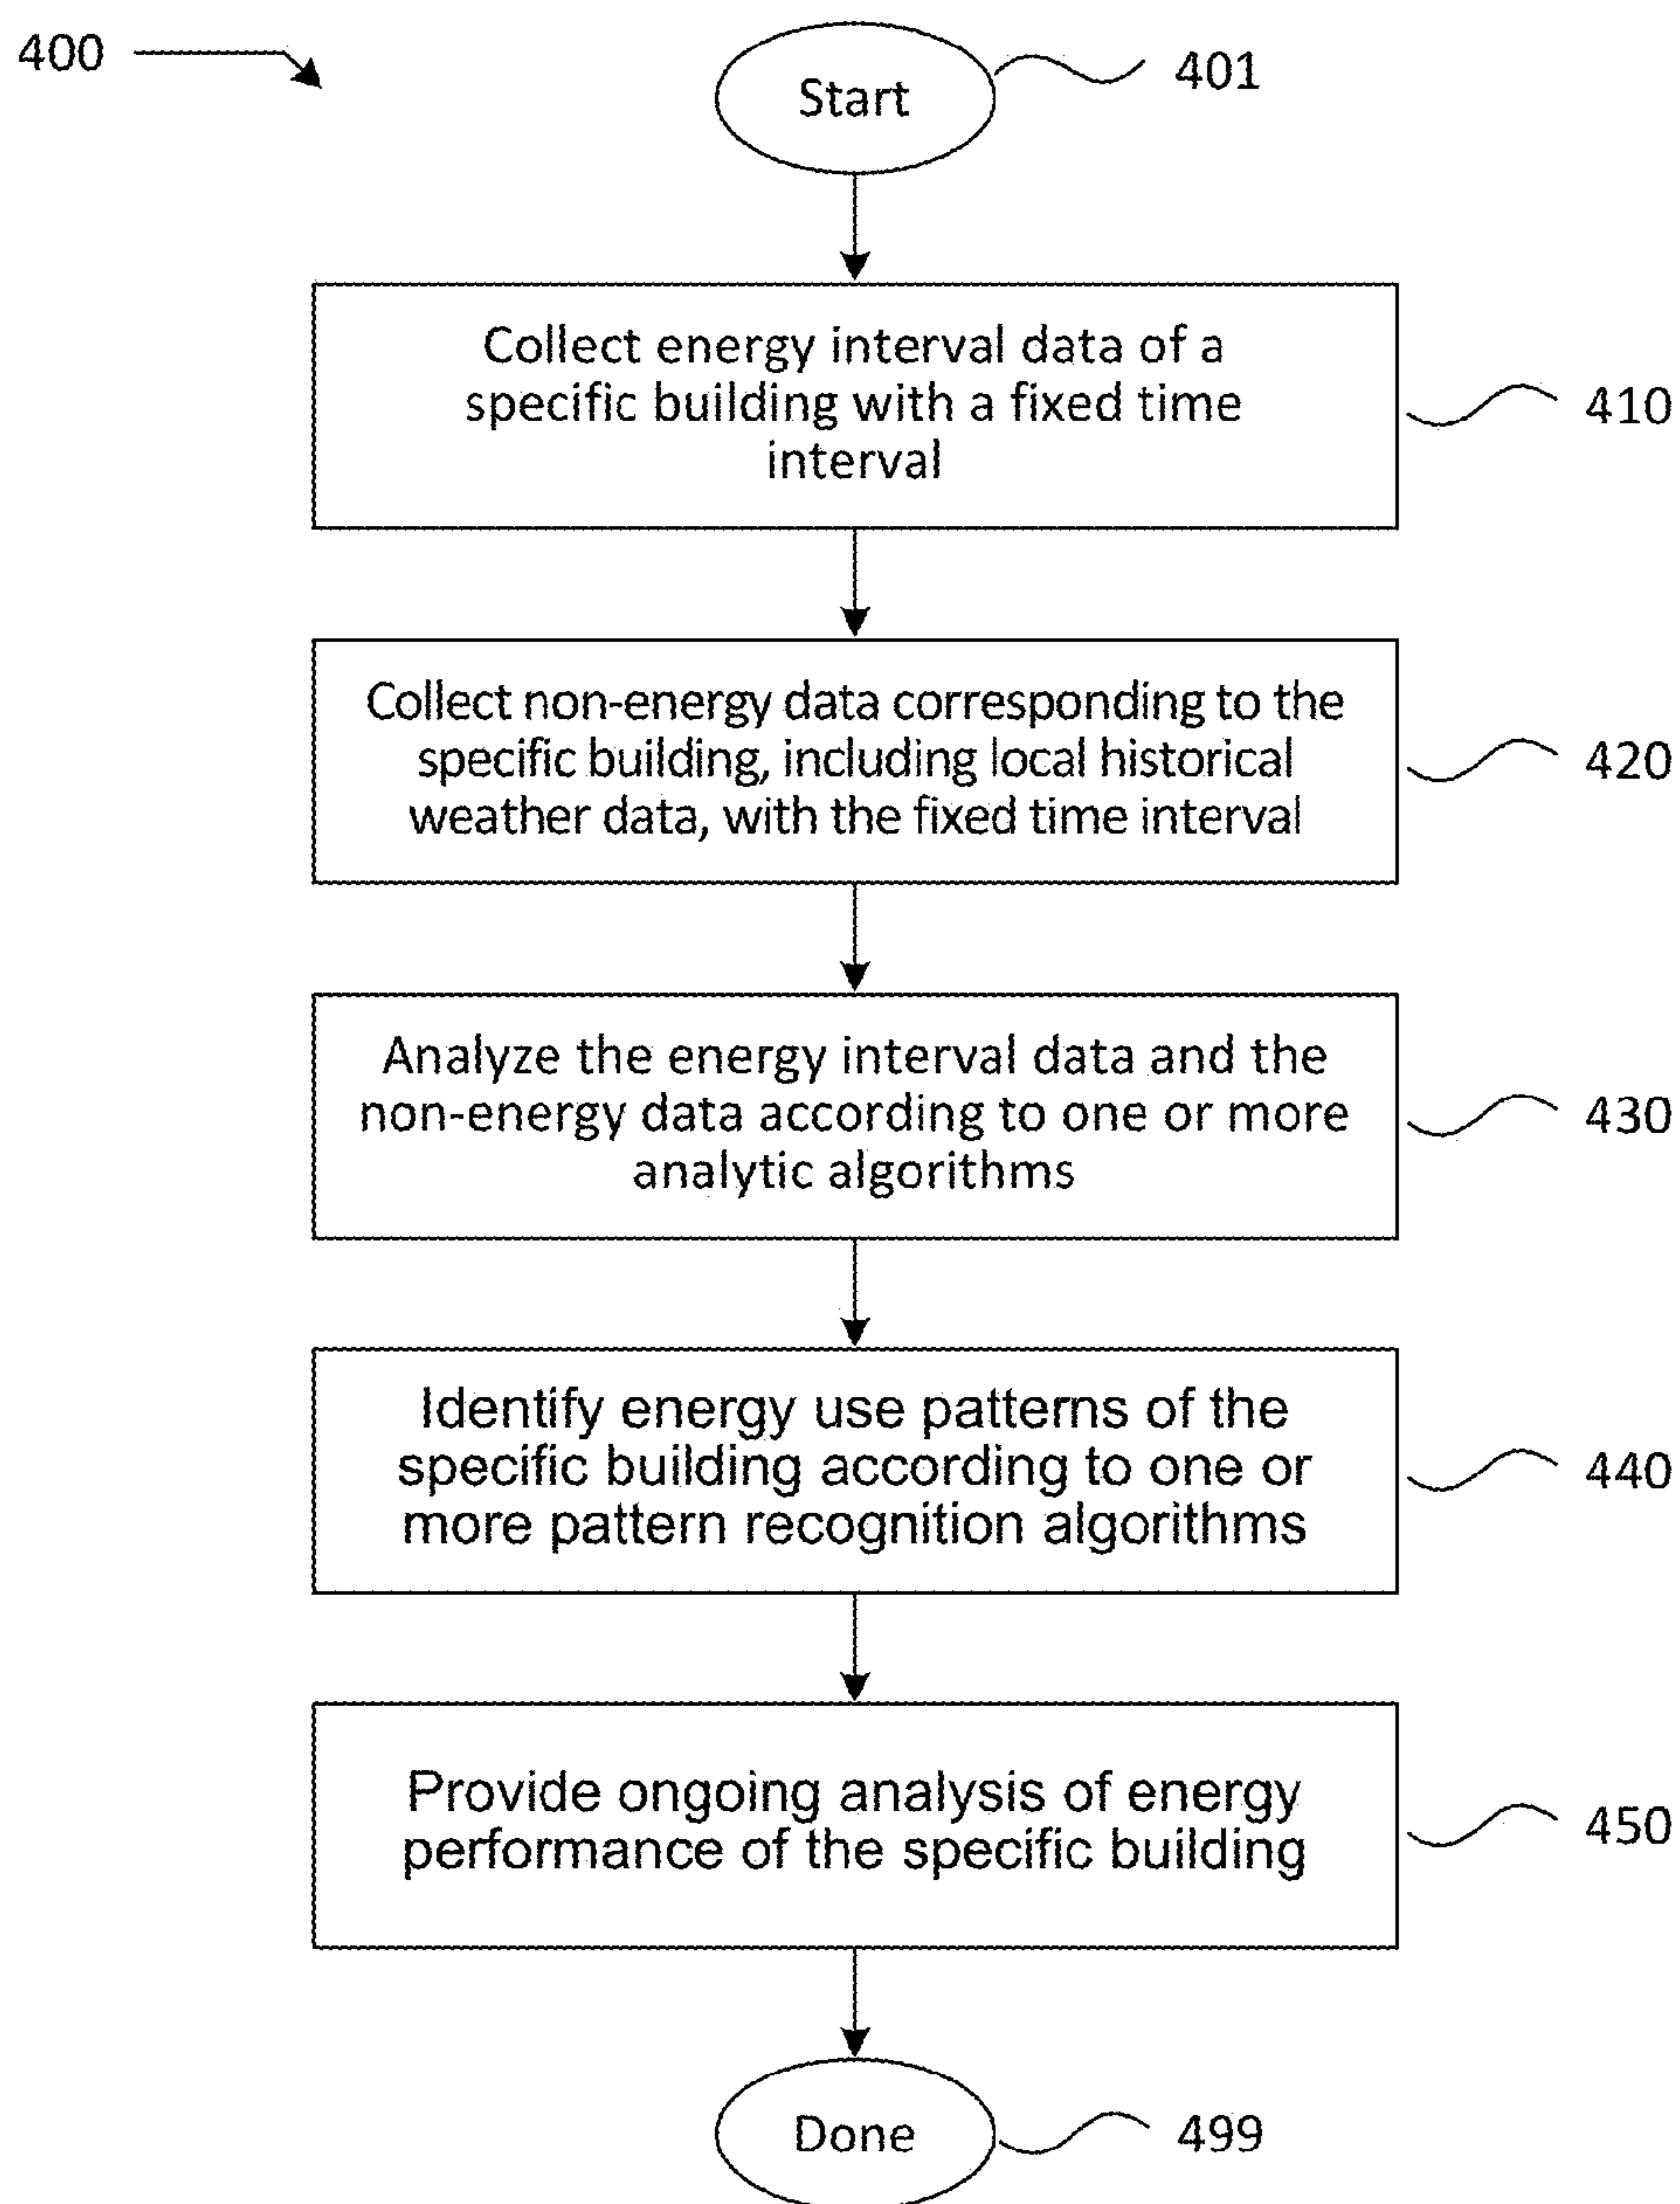 400
Start
401
Collect energy interval data of a
specific building with a fixed time
interval
410
Collect non-energy data corresponding to the
specific building, including local historical
weather data, with the fixed time interval
420
Analyze the energy interval data and the
non-energy data according to one or more
analytic algorithms
430
Identify energy use patterns of the
specific building according to one or
more pattern recognition algorithms
440
Provide ongoing analysis of energy
performance of the specific building
450
Done
499